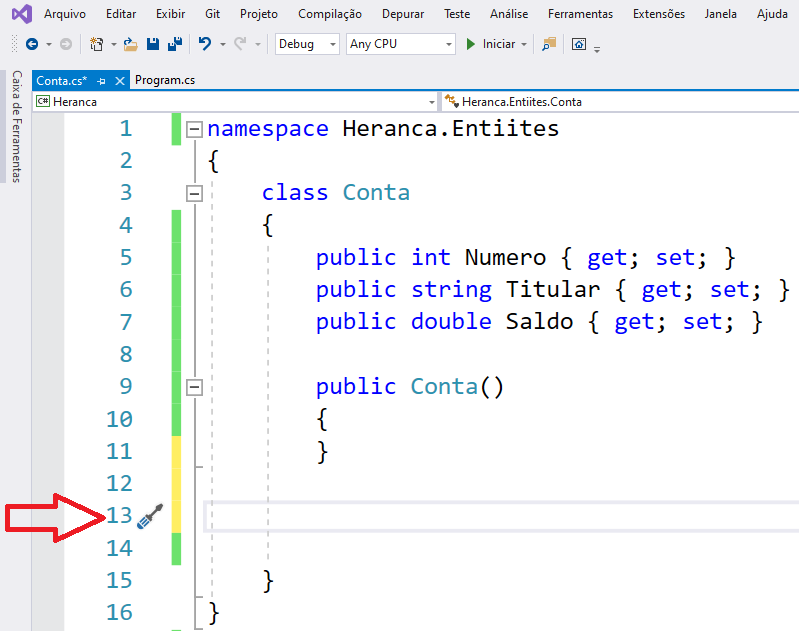 Arquivo Editar Exibir Git Projeto Compilação Depurar Teste Análise Ferramentas Extensões Janela Ajuda
Debug Any CPU Iniciar
Caixa de Ferramentas
Conta.cs* Program.cs
C# Heranca Heranca.Entiites.Conta
1 namespace Heranca.Entiites
2 {
3 class Conta
4 {
5 public int Numero { get; set; }
6 public string Titular { get; set; }
7 public double Saldo { get; set; }
8
9 public Conta()
10 {
11 }
12
13
14
15 }
16 }